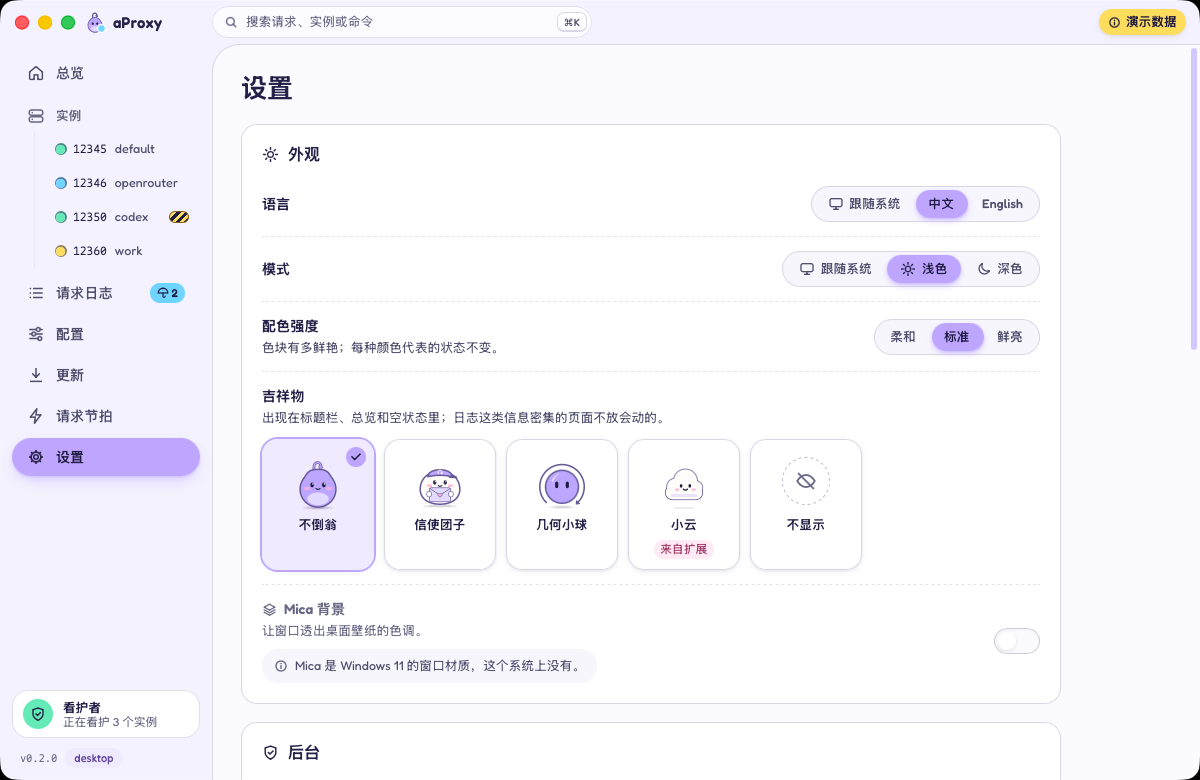 aProxy
搜索请求、实例或命令
⌘K
演示数据
总览
实例
12345 default
12346 openrouter
12350 codex
12360 work
请求日志
2
配置
更新
请求节拍
设置
看护者
正在看护 3 个实例
v0.2.0 desktop
设置
外观
语言
跟随系统 中文 English
模式
跟随系统 浅色 深色
配色强度
色块有多鲜艳；每种颜色代表的状态不变。
柔和 标准 鲜亮
吉祥物
出现在标题栏、总览和空状态里；日志这类信息密集的页面不放会动的。
不倒翁 信使团子 几何小球 小云 不显示
来自扩展
Mica 背景
让窗口透出桌面壁纸的色调。
Mica 是 Windows 11 的窗口材质，这个系统上没有。
后台